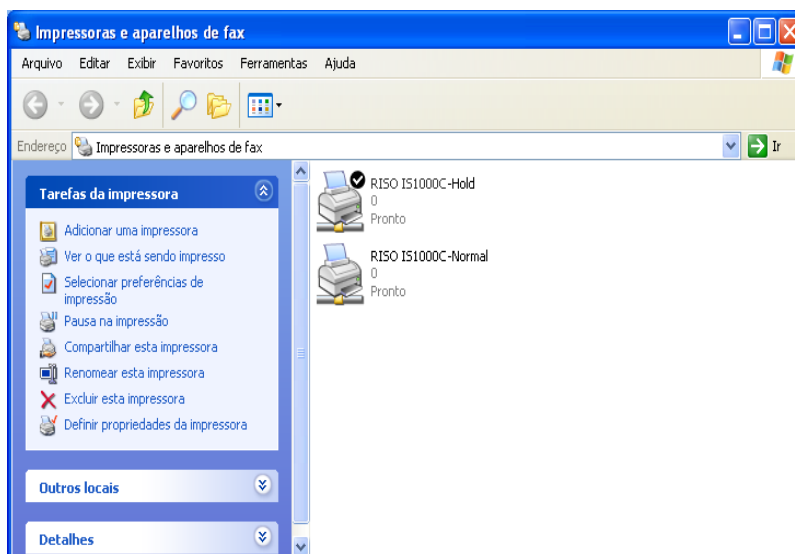 Impressoras e aparelhos de fax
Arquivo Editar Exibir Favoritos Ferramentas Ajuda
Endereço Impressoras e aparelhos de fax Ir
Tarefas da impressora
Adicionar uma impressora
Ver o que está sendo impresso
Selecionar preferências de
impressão
Pausa na impressão
Compartilhar esta impressora
Renomear esta impressora
Excluir esta impressora
Definir propriedades da impressora
Outros locais
Detalhes
RISO IS1000C-Hold
0
Pronto
RISO IS1000C-Normal
0
Pronto